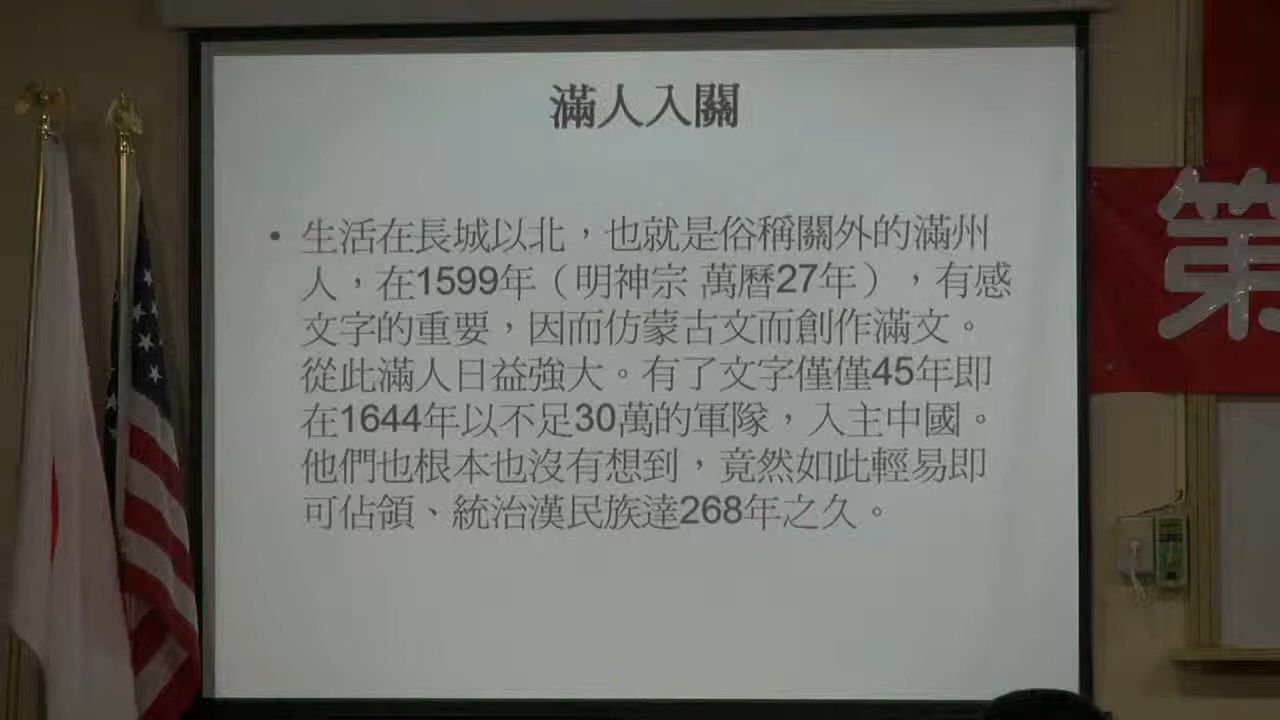 滿人入關
• 生活在長城以北，也就是俗稱關外的滿州
人，在1599年（明神宗 萬曆27年），有感
文字的重要，因而仿蒙古文而創作滿文。
從此滿人日益強大。有了文字僅僅45年即
在1644年以不足30萬的軍隊，入主中國。
他們也根本也沒有想到，竟然如此輕易即
可佔領、統治漢民族達268年之久。
第